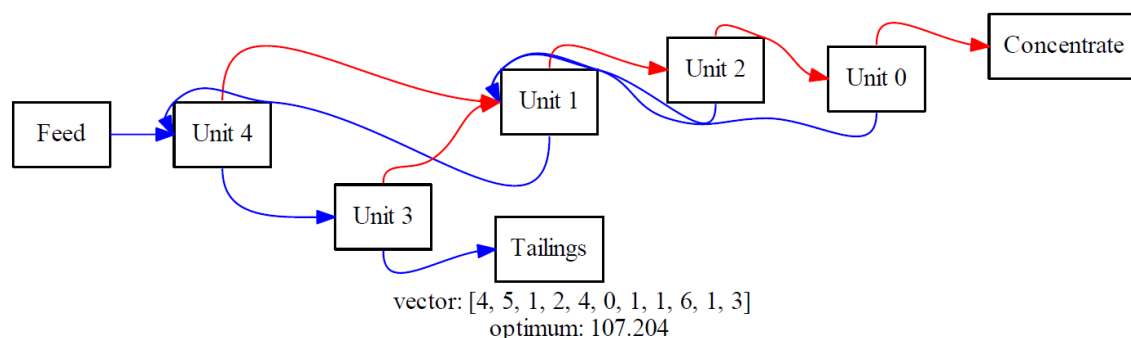 Concentrate
Unit 2
Unit 0
Unit 1
Feed
Unit 4
Unit 3
Tailings
vector: [4, 5, 1, 2, 4, 0, 1, 1, 6, 1, 3]
optimum: 107.204